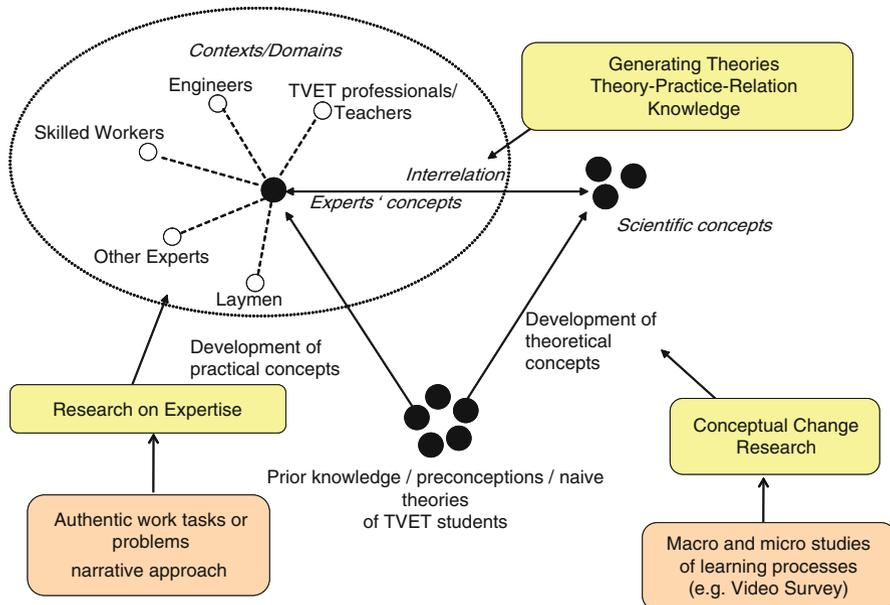 Contexts/Domains
Engineers
TVET professionals/
Teachers
Skilled Workers
Other Experts
Laymen
Interrelation
Experts ' concepts
Generating Theories
Theory-Practice-Relation
Knowledge
Scientific concepts
Development of
practical concepts
Development of
theoretical
concepts
Research on Expertise
Conceptual Change
Research
Prior knowledge / preconceptions / naive
theories
of TVET students
Authentic work tasks or
problems
narrative approach
Macro and micro studies
of learning processes
(e.g. Video Survey)